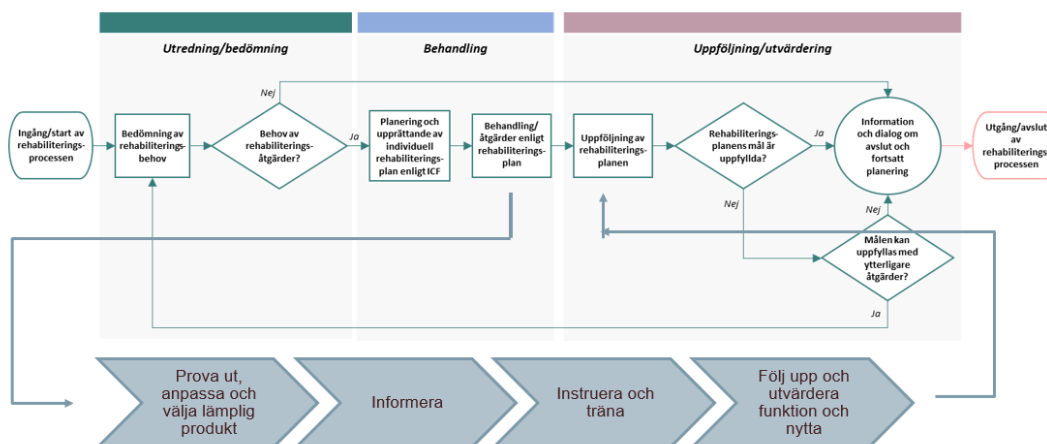 Utredning/bedömning
Behandling
Uppföljning/utvärdering
Ingång/start av
rehabiliterings-
processen
Bedömning av
rehabiliterings-
behov
Nej
Behov av
rehabiliterings-
åtgärder?
Ja
Planering och
upprättande av
individuell
rehabiliterings-
plan enligt ICF
Behandling/
åtgärder enligt
rehabiliterings-
plan
Uppföljning av
rehabiliterings-
planen
Rehabiliterings-
planens mål är
uppfyllda?
Ja
Nej
Information
och dialog om
avslut och
fortsatt
planering
Utgång/avslut
av
rehabiliterings
processen
Nej
Målen kan
uppfyllas med
ytterligare
åtgärder?
Ja
Prova ut,
anpassa och
välja lämplig
produkt
Informera
Instruera och
träna
Följ upp och
utvärdera
funktion och
nytta